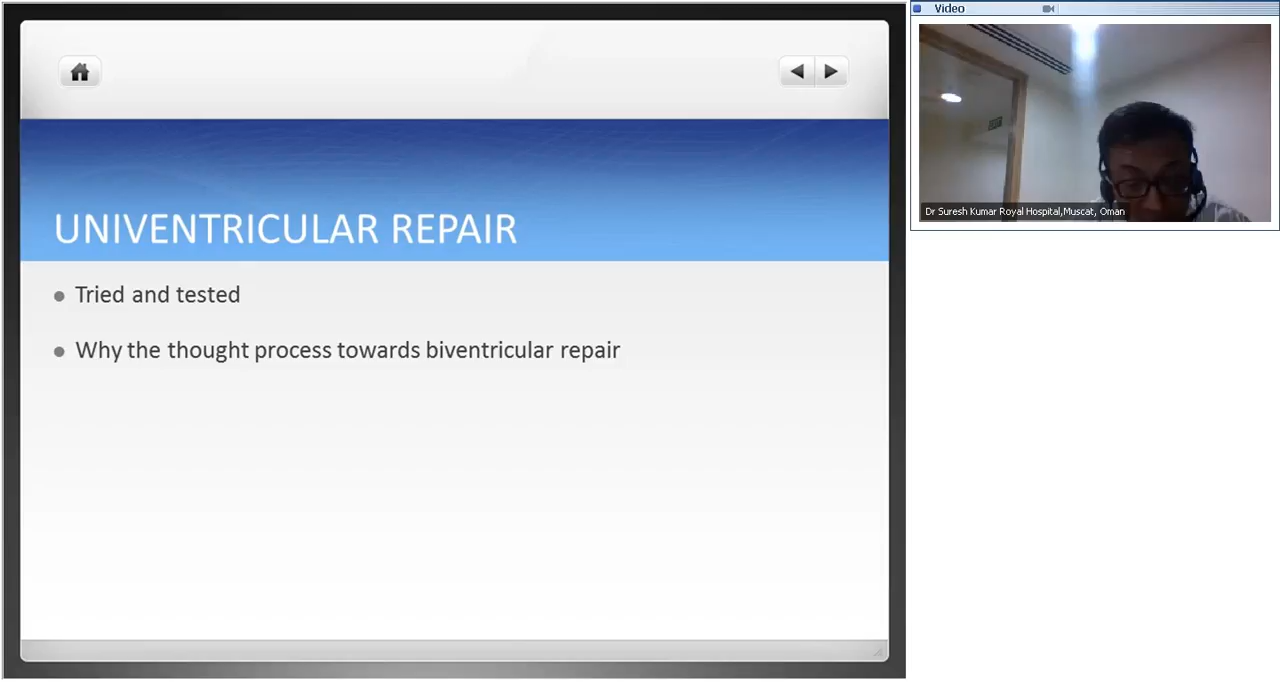 UNIVENTRICULAR REPAIR
Tried and tested
Why the thought process towards biventricular repair
Video
Dr Suresh Kumar Royal Hospital,Muscat, Oman